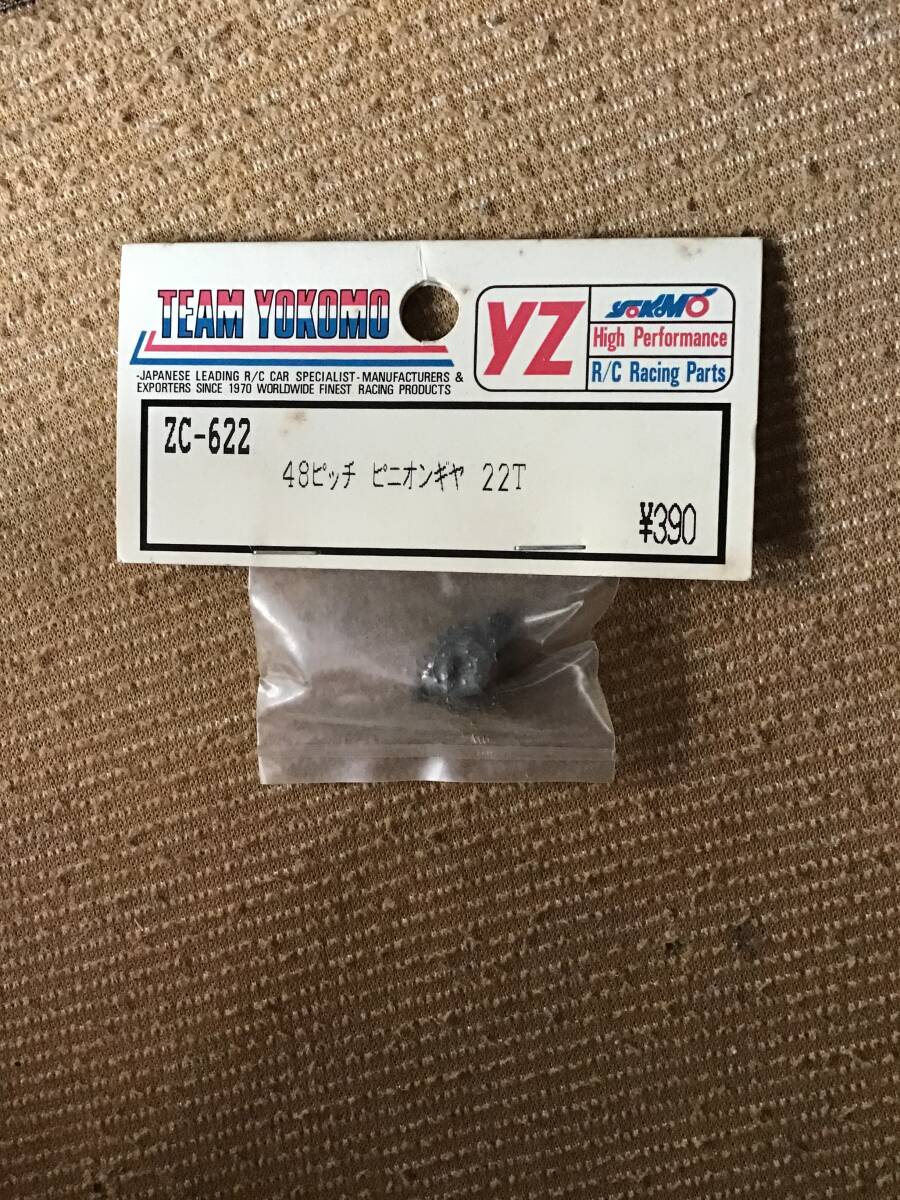 TEAM YOKOMO
-JAPANESE LEADING R/C CAR SPECIALIST-MANUFACTURERS &
EXPORTERS SINCE 1970 WORLDWIDE FINEST RACING PRODUCTS
YZ
YOKOMO
High Performance
R/C Racing Parts
ZC-622
48ピッチ ピニオンギヤ 22T
¥390